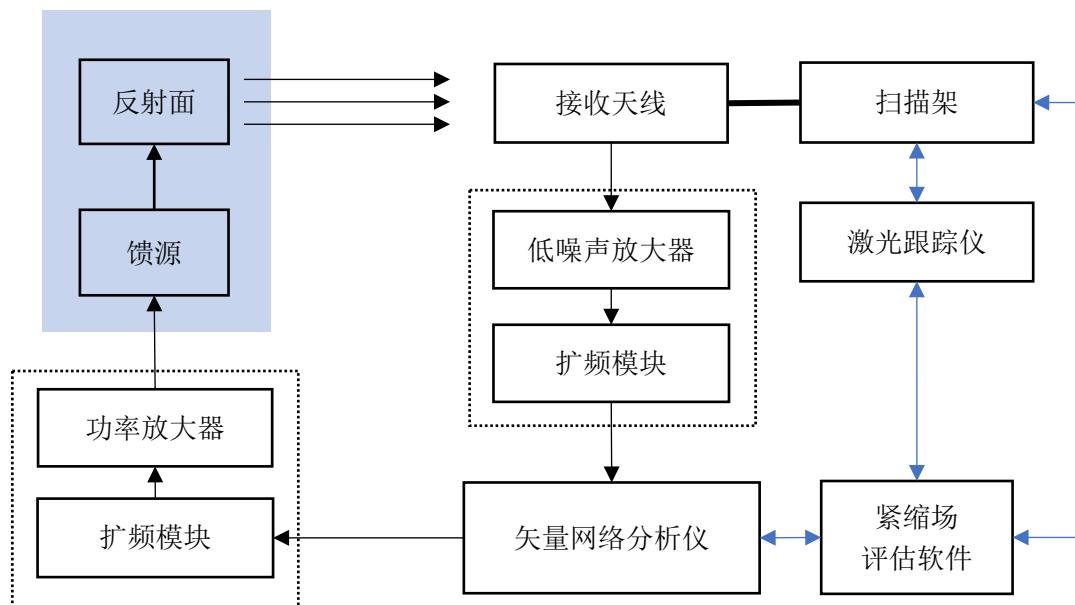 反射面
接收天线
扫描架
馈源
低噪声放大器
激光跟踪仪
扩频模块
功率放大器
扩频模块
矢量网络分析仪
紧缩场
评估软件